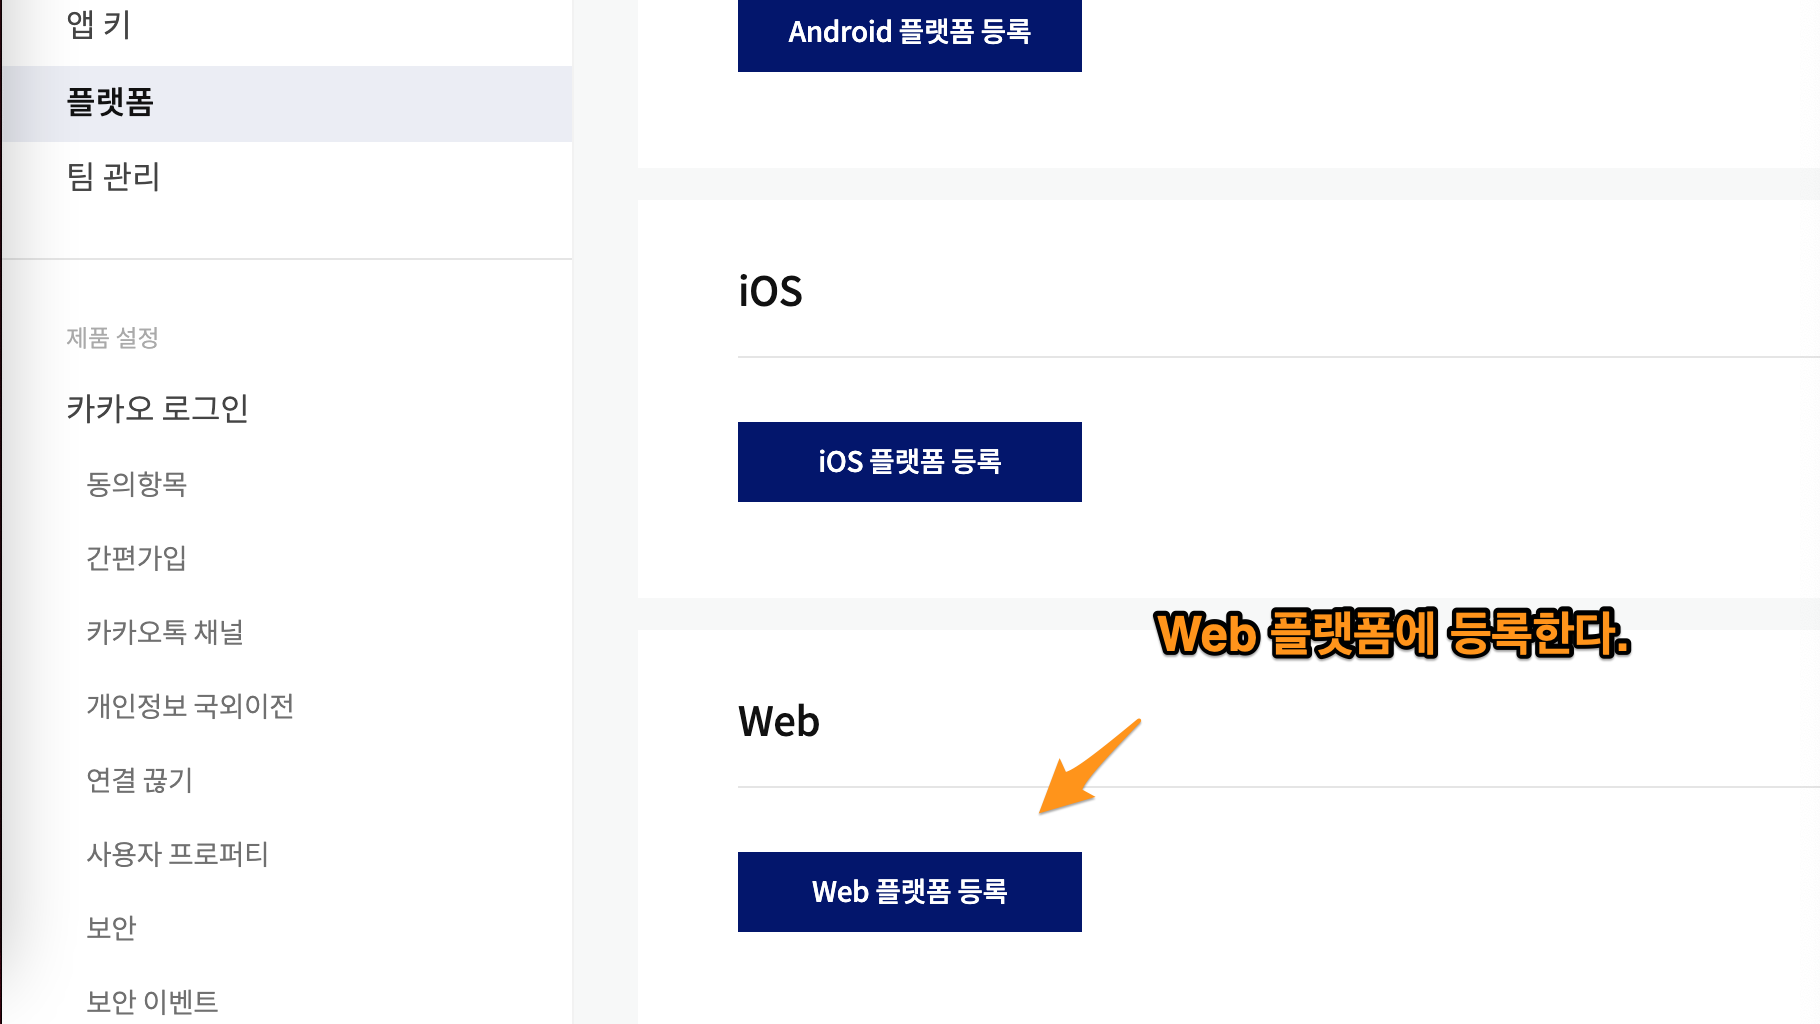 앱 키
플랫폼
팀 관리
제품 설정
카카오 로그인
동의항목
간편가입
카카오톡 채널
개인정보 국외이전
연결 끊기
사용자 프로퍼티
보안
보안 이벤트
Android 플랫폼 등록
iOS
iOS 플랫폼 등록
Web 플랫폼에 등록한다.
Web
Web 플랫폼 등록